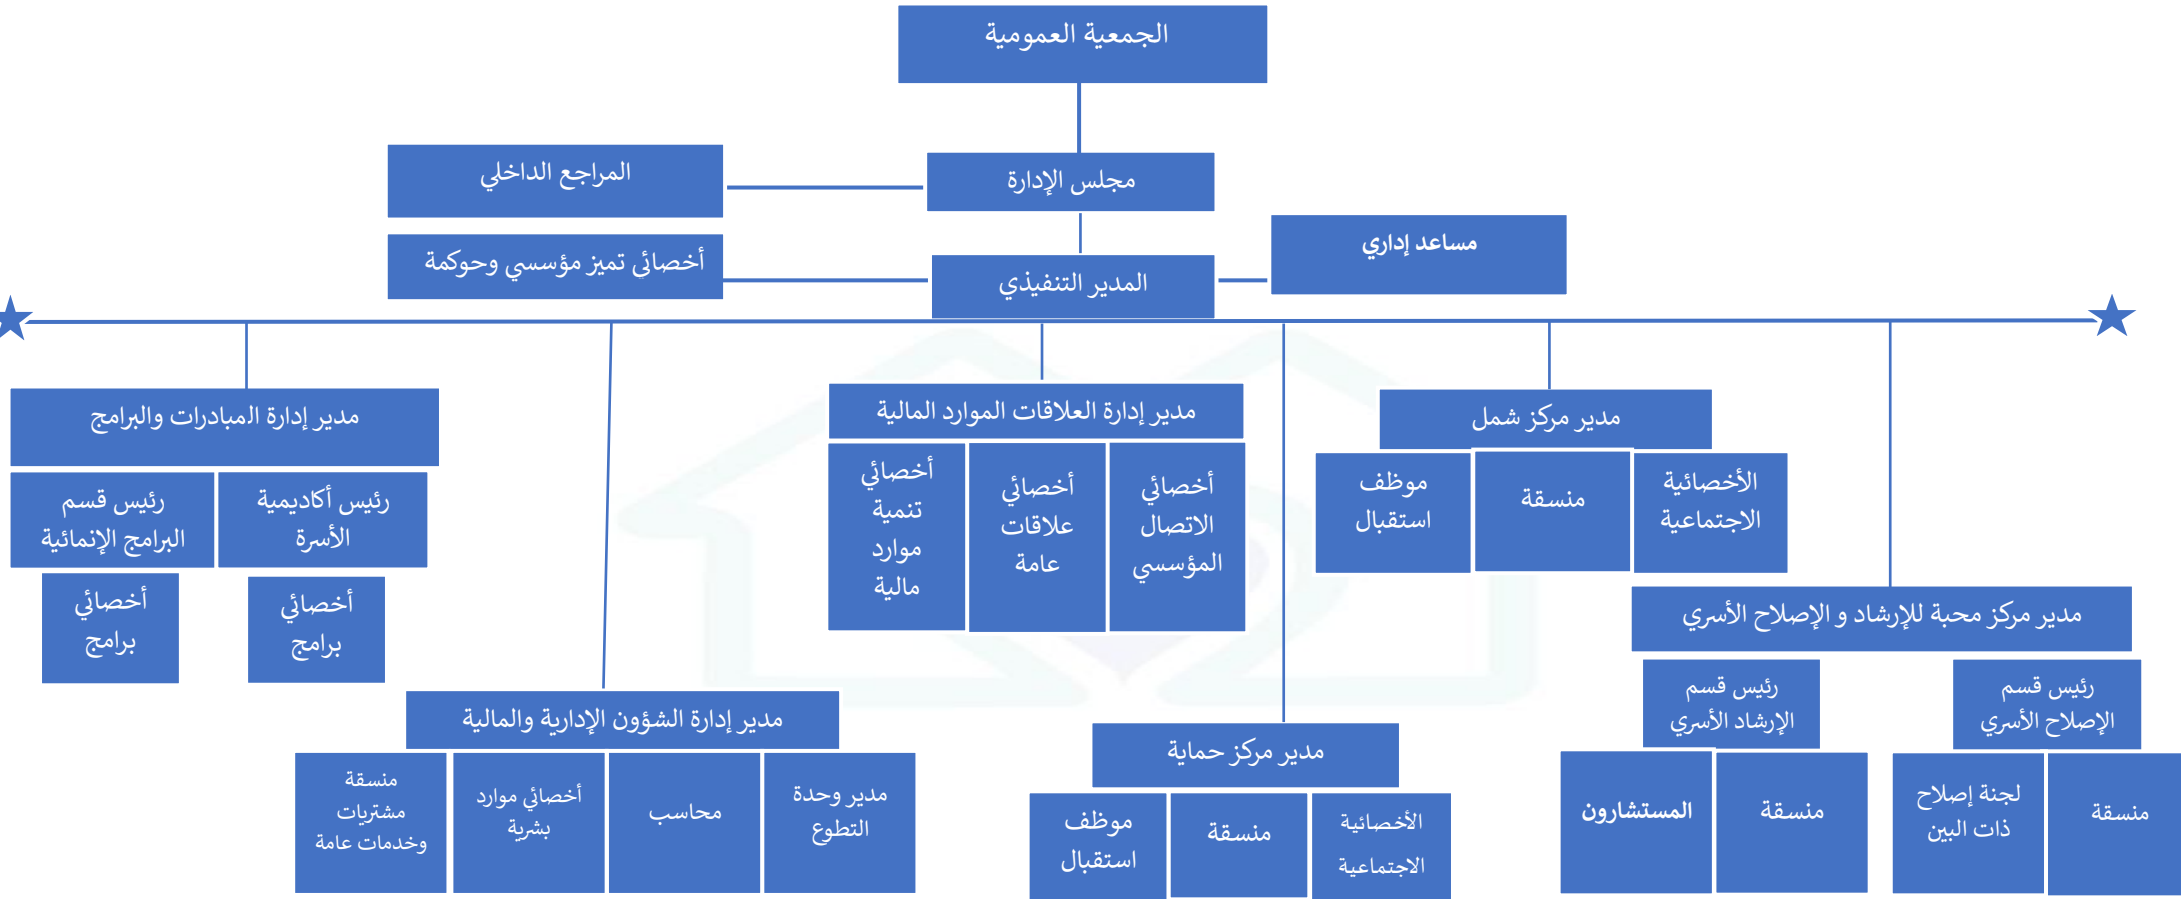 الجمعية العمومية
مجلس الإدارة
المراجع الداخلي
مساعد إداري
المدير التنفيذي
أخصائى تميز مؤسسي وحوكمة
مدير مركز محبة للإرشاد و الإصلاح الأسري
رئيس قسم
الإصلاح الأسري
منسقة
لجنة إصلاح
ذات البين
رئيس قسم
الإرشاد الأسري
منسقة
المستشارون
مدير مركز شمل
الأخصائية
الاجتماعية
منسقة
موظف
استقبال
مدير مركز حماية
الأخصائية
الاجتماعية
منسقة
موظف
استقبال
مدير إدارة العلاقات الموارد المالية
أخصائي
الاتصال
المؤسسي
أخصائي
علاقات
عامة
أخصائي
تنمية
موارد
مالية
مدير إدارة الشؤون الإدارية والمالية
مدير وحدة
التطوع
محاسب
أخصائي موارد
بشرية
منسقة
مشتريات
وخدمات عامة
مدير إدارة المبادرات والبرامج
رئيس أكاديمية
الأسرة
أخصائي
برامج
رئيس قسم
البرامج الإنمائية
أخصائي
برامج